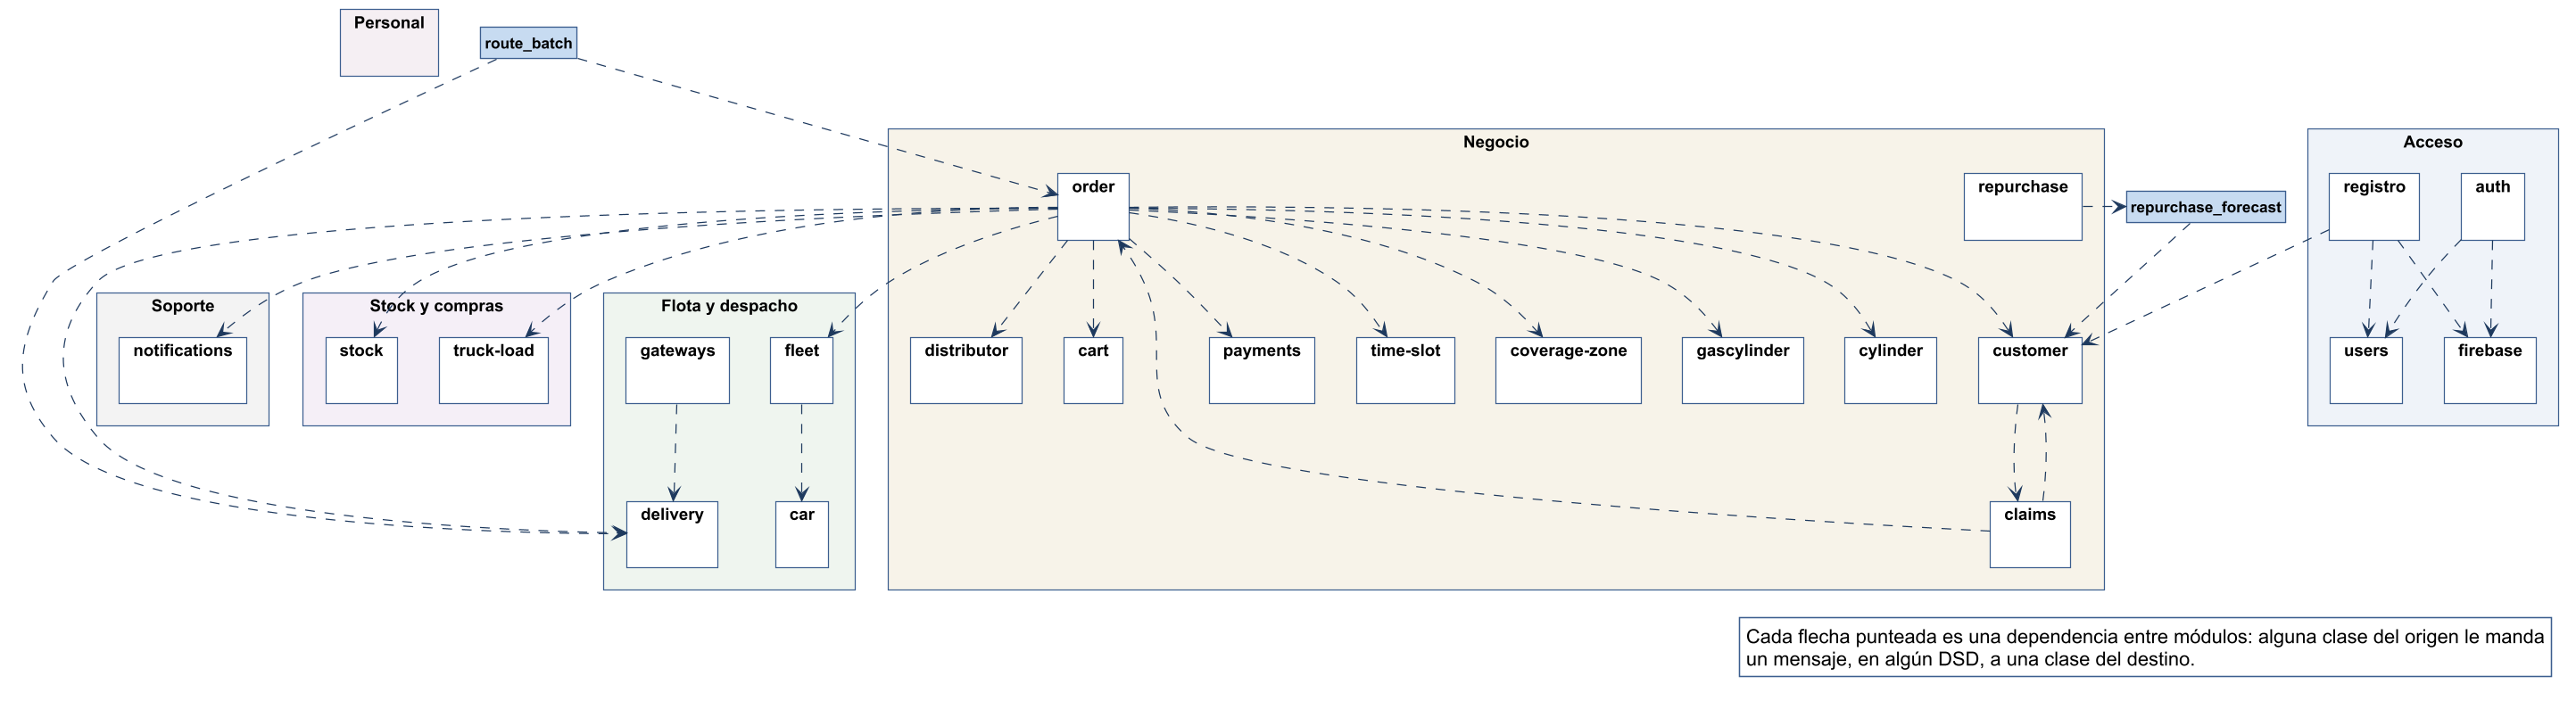 Personal
route_batch
Negocio
Acceso
order
repurchase
repurchase_forecast
registro
auth
Soporte
Stock y compras
Flota y despacho
notifications
stock
truck-load
gateways
fleet
distributor
cart
payments
time-slot
coverage-zone
gascylinder
cylinder
customer
users
firebase
delivery
car
claims
Cada flecha punteada es una dependencia entre módulos: alguna clase del origen le manda
un mensaje, en algún DSD, a una clase del destino.